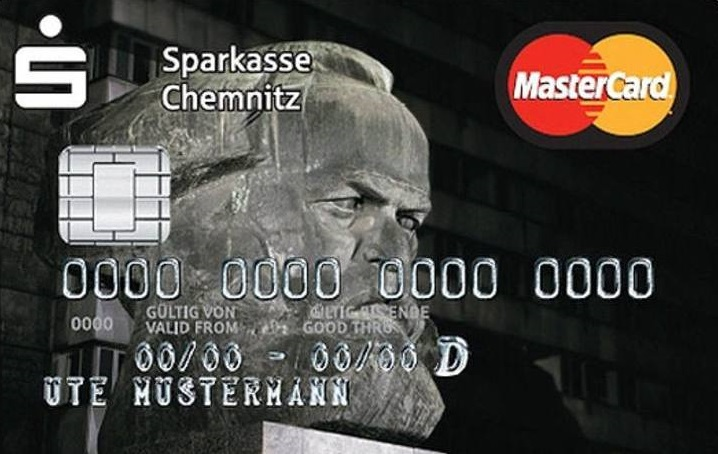 Sparkasse
Chemnitz
MasterCard
0000 0000 0000 0000
0000
GÜLTIG VON
VALID FROM
GÜLTIG BIS ENDE
GOOD THRU
00/00 - 00/00 D
UTE MUSTERMANN